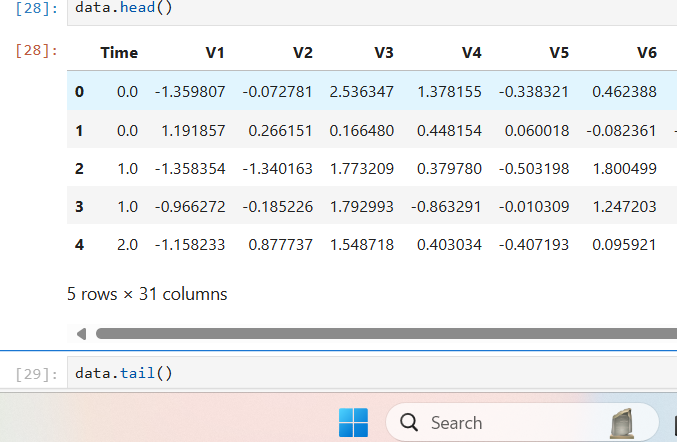 [28]: data.head()
[28]: Time V1 V2 V3 V4 V5 V6
0 0.0 -1.359807 -0.072781 2.536347 1.378155 -0.338321 0.462388
1 0.0 1.191857 0.266151 0.166480 0.448154 0.060018 -0.082361 -
2 1.0 -1.358354 -1.340163 1.773209 0.379780 -0.503198 1.800499
3 1.0 -0.966272 -0.185226 1.792993 -0.863291 -0.010309 1.247203
4 2.0 -1.158233 0.877737 1.548718 0.403034 -0.407193 0.095921
5 rows × 31 columns
[29]: data.tail()
Search